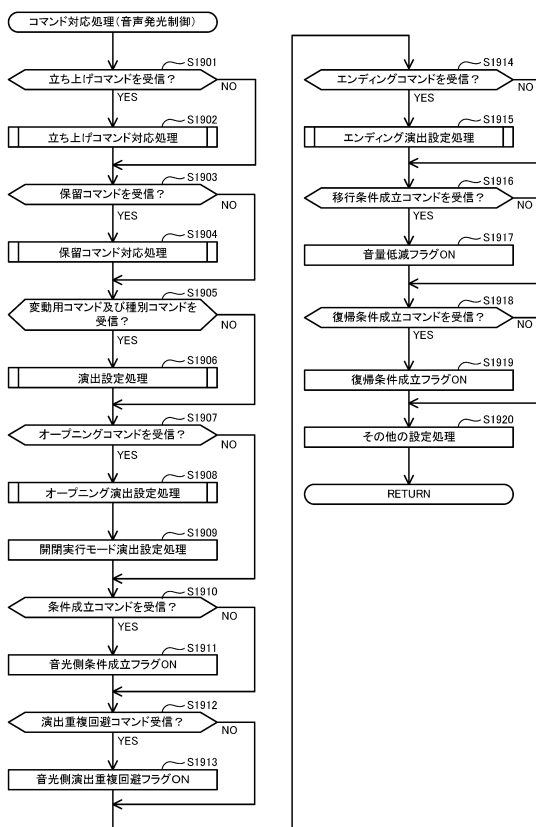 コマンド対応処理(音声発光制御)
S1901
立ち上げコマンドを受信？
NO
YES
S1902
立ち上げコマンド対応処理
S1903
保留コマンドを受信？
NO
YES
S1904
保留コマンド対応処理
S1905
変動用コマンド及び種別コマンドを
受信？
NO
YES
S1906
演出設定処理
S1907
オープニングコマンドを受信？
NO
YES
S1908
オープニング演出設定処理
S1909
開閉実行モード演出設定処理
S1910
条件成立コマンドを受信？
NO
YES
S1911
音光側条件成立フラグON
S1912
演出重複回避コマンド受信？
NO
YES
S1913
音光側演出重複回避フラグON
S1914
エンディングコマンドを受信？
NO
YES
S1915
エンディング演出設定処理
S1916
移行条件成立コマンドを受信？
NO
YES
S1917
音量低減フラグON
S1918
復帰条件成立コマンドを受信？
NO
YES
S1919
復帰条件成立フラグON
S1920
その他の設定処理
RETURN